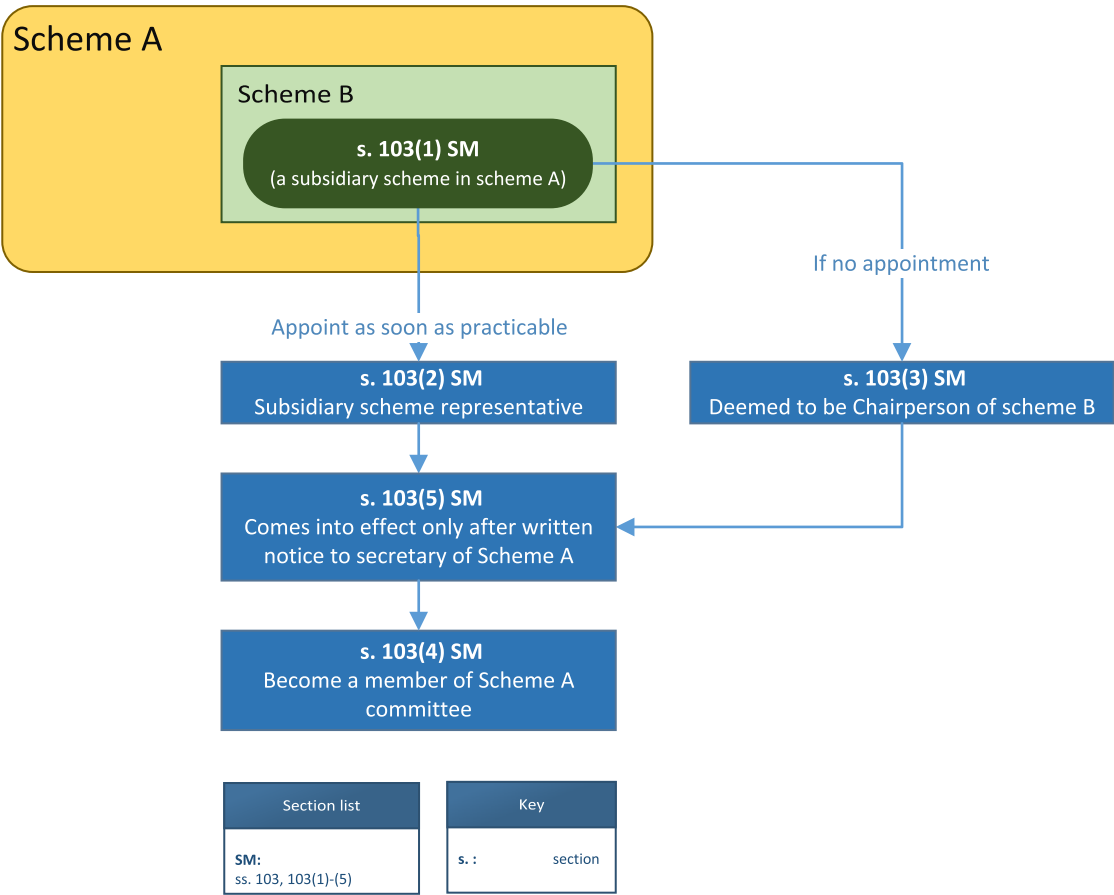 Scheme A
Scheme B
s. 103(1) SM
(a subsidiary scheme in scheme A)
If no appointment
Appoint as soon as practicable
s. 103(2) SM
Subsidiary scheme representative
s. 103(3) SM
Deemed to be Chairperson of scheme B
s. 103(5) SM
Comes into effect only after written
notice to secretary of Scheme A
s. 103(4) SM
Become a member of Scheme A
committee
Section list
SM:
ss. 103, 103(1)-(5)
Key
s. : section